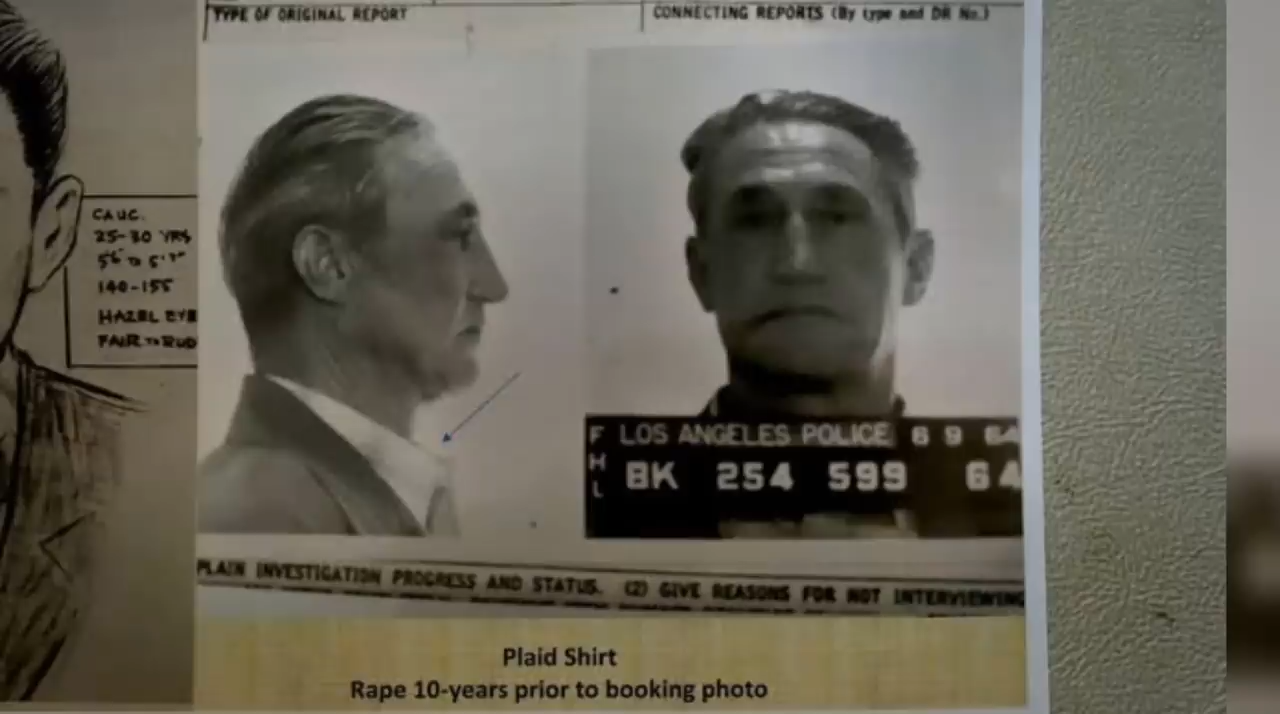 TYPE OF ORIGINAL REPORT
CONNECTING REPORTS (By type and DR No.)
CAUC.
25-30 YRS
5'6" TO 5'7"
140-155
HAZEL EYE
FAIR TO RUD
F LOS ANGELES POLICE 6 9 64
H
L
BK 254 599 64
PLAIN INVESTIGATION PROGRESS AND STATUS. (2) GIVE REASONS FOR NOT INTERVIEWING
Plaid Shirt
Rape 10-years prior to booking photo